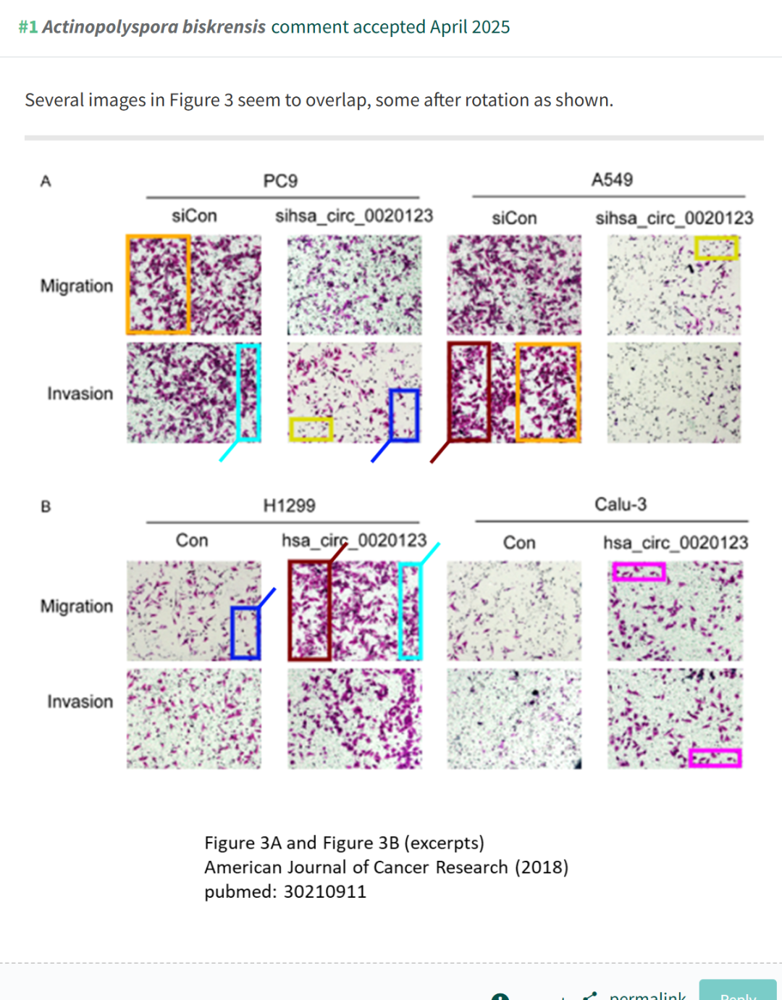 #1 Actinopolyspora biskrensis comment accepted April 2025
Several images in Figure 3 seem to overlap, some after rotation as shown.
A
PC9
A549
siCon
sihsa_circ_0020123
siCon
sihsa_circ_0020123
Migration
Invasion
B
H1299
Calu-3
Con
hsa_circ_0020123
Con
hsa_circ_0020123
Migration
Invasion
Figure 3A and Figure 3B (excerpts)
American Journal of Cancer Research (2018)
pubmed: 30210911
permalink
Reply